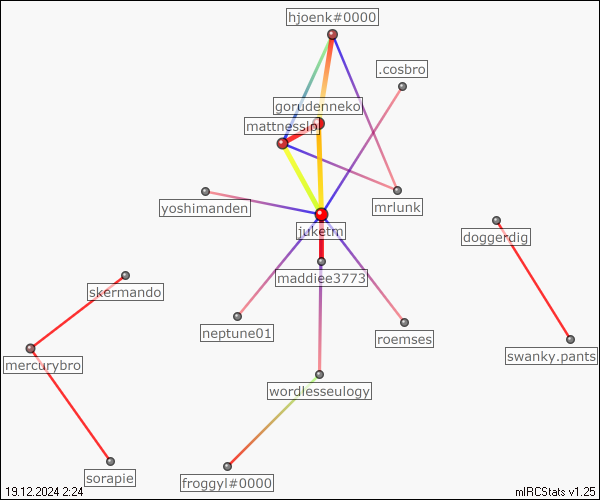 hjoenk#0000
.cosbro
gorudenneko
mattnessip
yoshimanden
mrlunk
juketm
doggerdig
maddiee3773
skermando
neptune01
roemses
swanky.pants
mercurybro
wordlesseulogy
sorapie
froggyl#0000
19.12.2024 2:24
mIRCStats v1.25